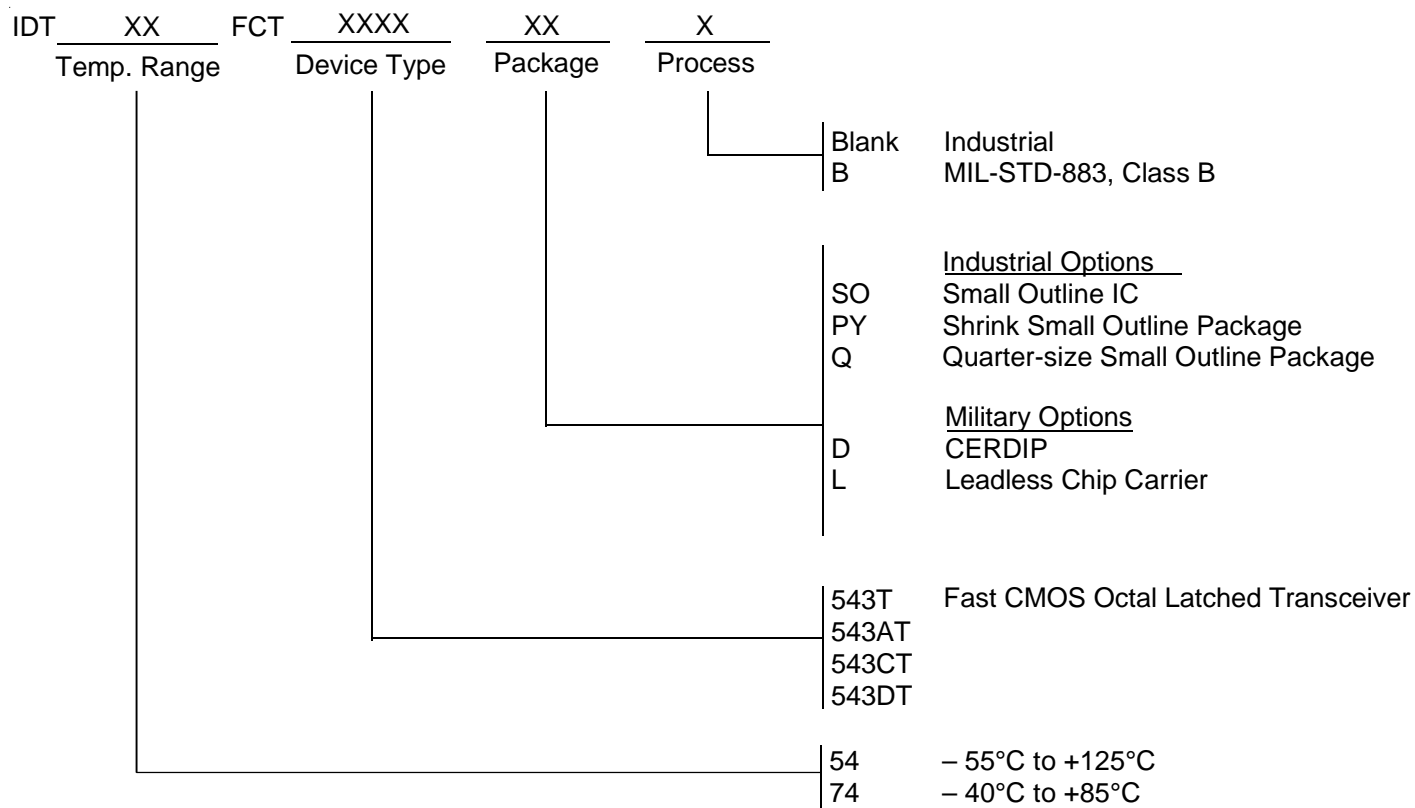 IDT XX FCT XXXX XX X
Temp. Range Device Type Package Process
Blank Industrial
B MIL-STD-883, Class B
Industrial Options
SO Small Outline IC
PY Shrink Small Outline Package
Q Quarter-size Small Outline Package
Military Options
D CERDIP
L Leadless Chip Carrier
543T Fast CMOS Octal Latched Transceiver
543AT
543CT
543DT
54 – 55°C to +125°C
74 – 40°C to +85°C